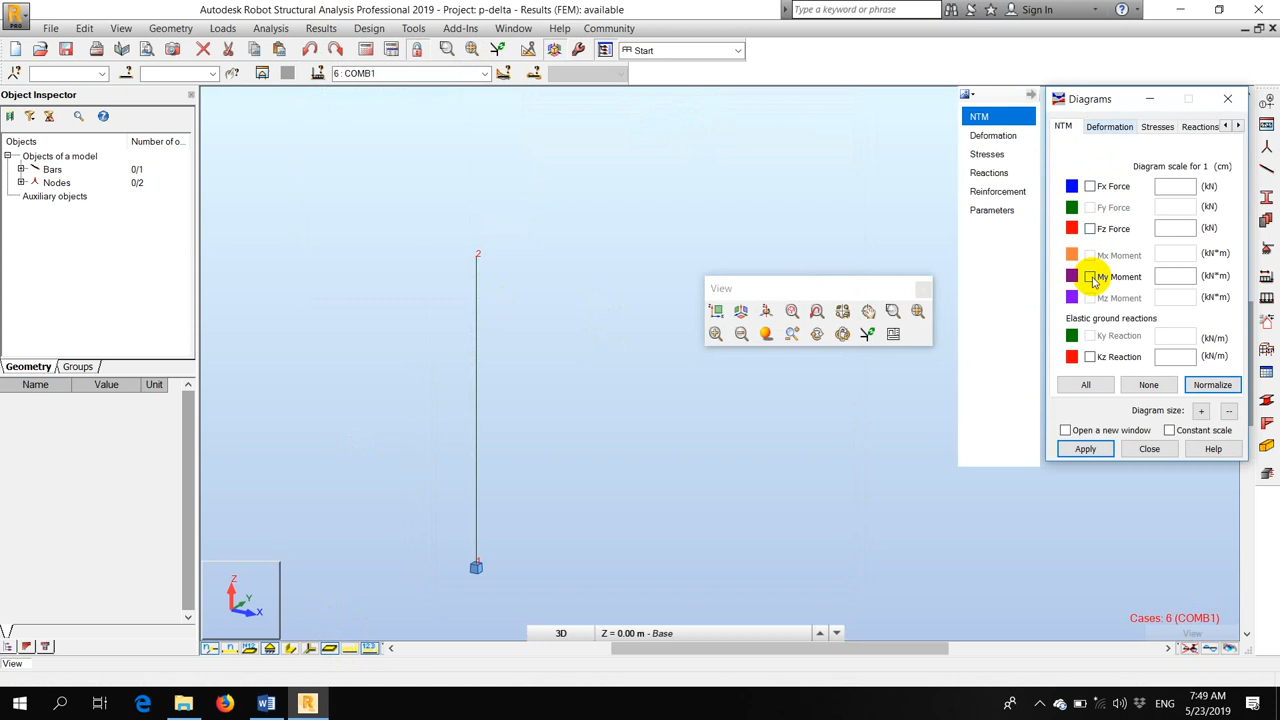 PRO
Autodesk Robot Structural Analysis Professional 2019 - Project: p-delta - Results (FEM): available
Type a keyword or phrase
Sign In
File Edit View Geometry Loads Analysis Results Design Tools Add-Ins Window Help Community
Start
6 : COMB1
Object Inspector
Objects Number of o...
Objects of a model
Bars 0/1
Nodes 0/2
Auxiliary objects
Geometry Groups
Name Value Unit
View
2
1
Z
Y
X
3D
Z = 0.00 m - Base
Cases: 6 (COMB1)
View
View
NTM
Deformation
Stresses
Reactions
Reinforcement
Parameters
Diagrams
NTM Deformation Stresses Reactions
Diagram scale for 1 (cm)
Fx Force (kN)
Fy Force (kN)
Fz Force (kN)
Mx Moment (kN*m)
My Moment (kN*m)
Mz Moment (kN*m)
Elastic ground reactions
Ky Reaction (kN/m)
Kz Reaction (kN/m)
All None Normalize
Diagram size: + --
Open a new window Constant scale
Apply Close Help
ENG
7:49 AM
5/23/2019